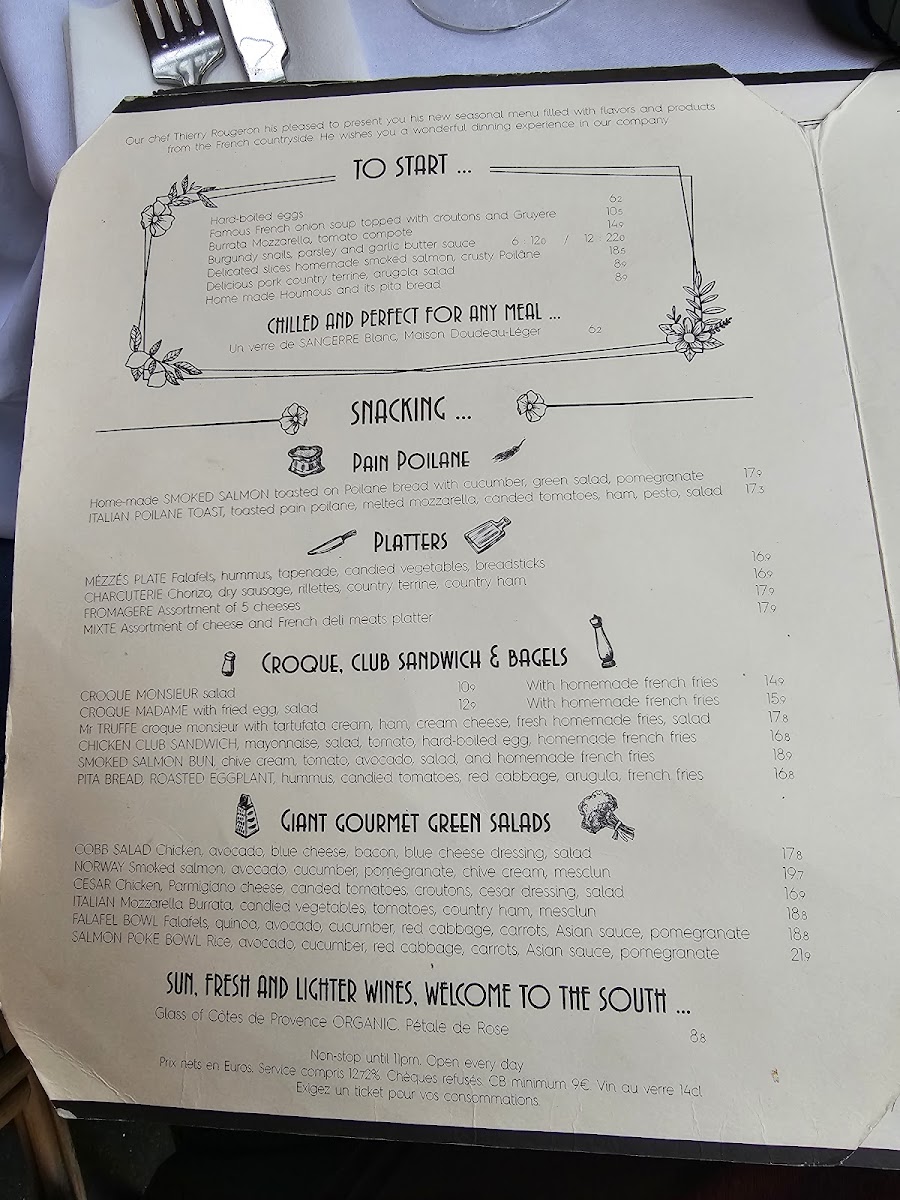 Our chef Thierry Rougeron his pleased to present you his new seasonal menu filled with flavors and products
from the French countryside. He wishes you a wonderful dinning experience in our company
TO START ...
Hard-boiled eggs 62
Famous French onion soup topped with croutons and Gruyere 105
Burrata Mozzarella, tomato compote 149
Burgundy snails, parsley and garlic butter sauce 6 : 120 / 12 : 220
Delicated slices homemade smoked salmon, crusty Poilâne 185
Delicious pork country terrine, arugola salad 89
Home made Houmous and its pita bread 89
CHILLED AND PERFECT FOR ANY MEAL ...
Un verre de SANCERRE Blanc, Maison Doudeau-Léger 62
SNACKING ...
PAIN POILANE
Home-made SMOKED SALMON toasted on Poilane bread with cucumber, green salad, pomegranate 179
ITALIAN POILANE TOAST, toasted pain poilane, melted mozzarella, canded tomatoes, ham, pesto, salad 173
PLATTERS
MEZZÉS PLATE Falafels, hummus, tapenade, candied vegetables, breadsticks 169
CHARCUTERIE Chorizo, dry sausage, rillettes, country terrine, country ham 169
FROMAGERE Assortment of 5 cheeses 179
MIXTE Assortment of cheese and French deli meats platter 179
CROQUE, CLUB SANDWICH & BAGELS
CROQUE MONSIEUR salad 109 With homemade french fries 149
CROQUE MADAME with fried egg, salad 129 With homemade french fries 159
Mr TRUFFE croque monsieur with tartufata cream, ham, cream cheese, fresh homemade fries, salad 178
CHICKEN CLUB SANDWICH, mayonnaise, salad, tomato, hard-boiled egg, homemade french fries 168
SMOKED SALMON BUN, chive cream, tomato, avocado, salad, and homemade french fries 189
PITA BREAD, ROASTED EGGPLANT, hummus, candied tomatoes, red cabbage, arugula, french fries 168
GIANT GOURMET GREEN SALADS
COBB SALAD Chicken, avocado, blue cheese, bacon, blue cheese dressing, salad 178
NORWAY Smoked salmon, avocado, cucumber, pomegranate, chive cream, mesclun 197
CESAR Chicken, Parmigiano cheese, canded tomatoes, croutons, cesar dressing, salad 169
ITALIAN Mozzarella Burrata, candied vegetables, tomatoes, country ham, mesclun 188
FALAFEL BOWL Falafels, quinoa, avocado, cucumber, red cabbage, carrots, Asian sauce, pomegranate 188
SALMON POKE BOWL Rice, avocado, cucumber, red cabbage, carrots, Asian sauce, pomegranate 219
SUN, FRESH AND LIGHTER WINES, WELCOME TO THE SOUTH ...
Glass of Côtes de Provence ORGANIC. Pétale de Rose 88
Non-stop until 11pm. Open every day
Prix nets en Euros. Service compris 12.72%. Chèques refusés. CB minimum 9€. Vin au verre 14cl
Exigez un ticket pour vos consommations.